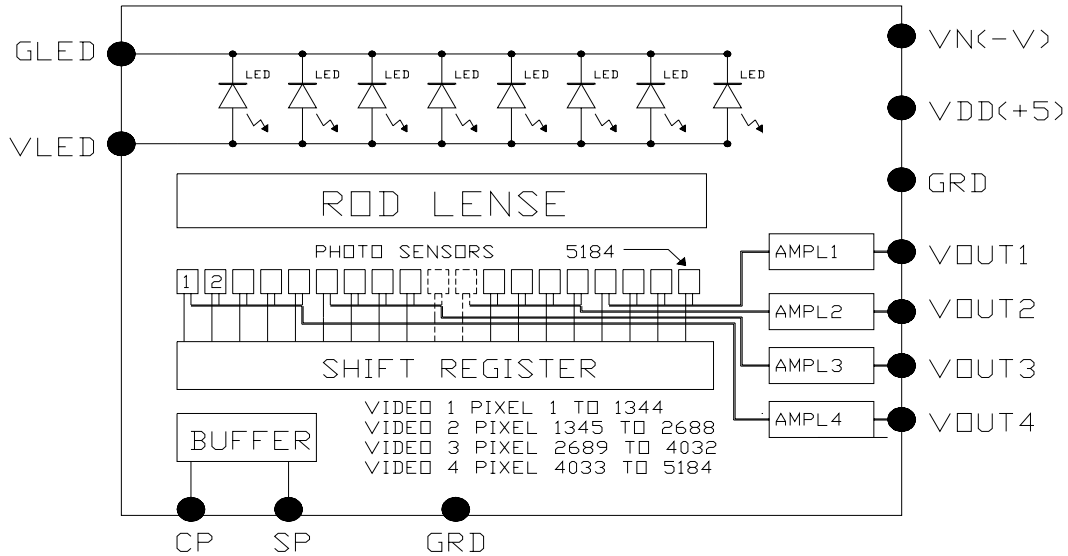 GLED
VLED
LED LED LED LED LED LED LED LED
VN(-V)
VDD(+5)
GRD
ROD LENSE
PHOTO SENSORS
5184
1 2
AMPL1
VOUT1
AMPL2
VOUT2
AMPL3
VOUT3
AMPL4
VOUT4
SHIFT REGISTER
VIDEO 1 PIXEL 1 TO 1344
VIDEO 2 PIXEL 1345 TO 2688
VIDEO 3 PIXEL 2689 TO 4032
VIDEO 4 PIXEL 4033 TO 5184
BUFFER
CP
SP
GRD